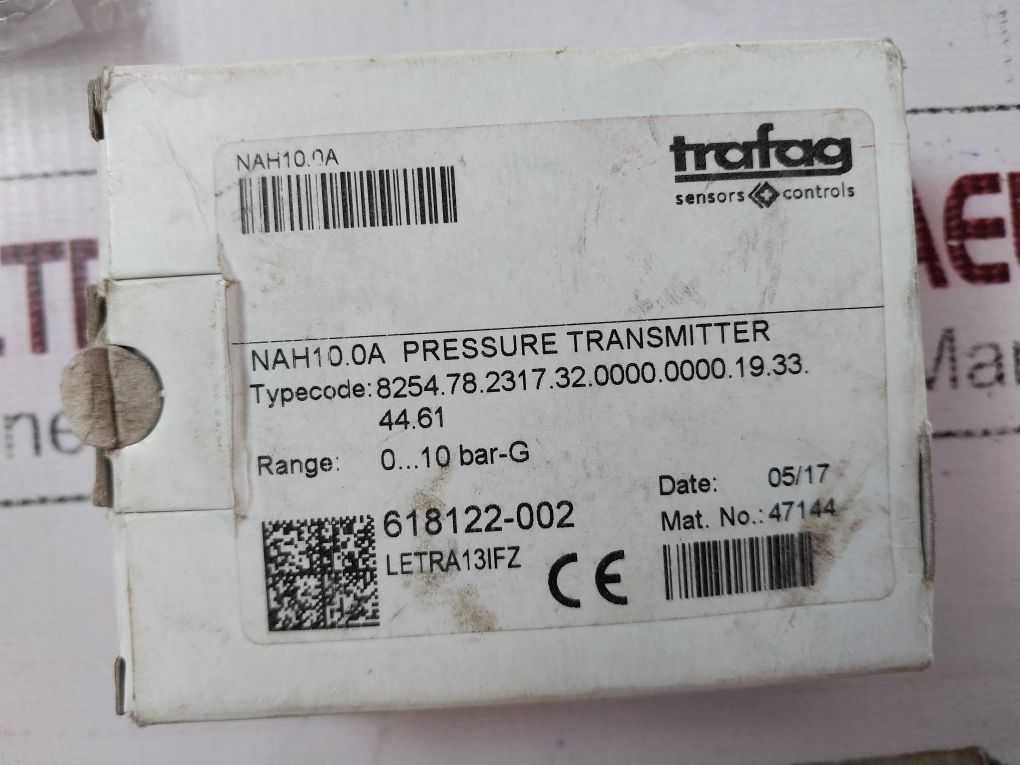 NAH10.0A
trafag
sensors controls
NAH10.0A PRESSURE TRANSMITTER
Typecode: 8254.78.2317.32.0000.0000.19.33.
44.61
Range: 0...10 bar-G
618122-002
LETRA13IFZ
CE
Date: 05/17
Mat. No.: 47144